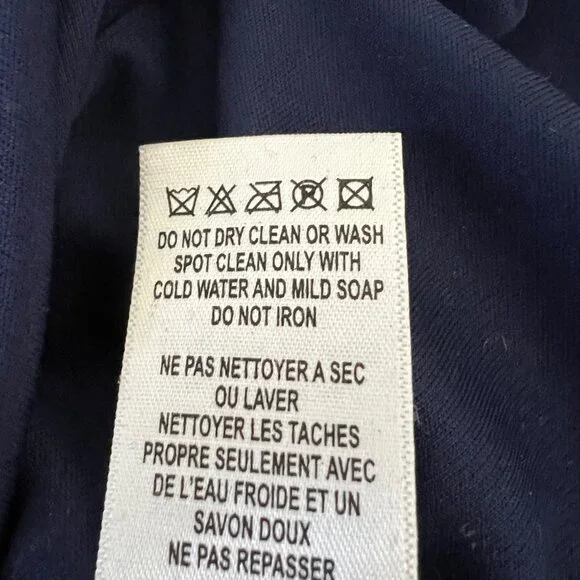 DO NOT DRY CLEAN OR WASH
SPOT CLEAN ONLY WITH
COLD WATER AND MILD SOAP
DO NOT IRON
NE PAS NETTOYER A SEC
OU LAVER
NETTOYER LES TACHES
PROPRE SEULEMENT AVEC
DE L'EAU FROIDE ET UN
SAVON DOUX
NE PAS REPASSER